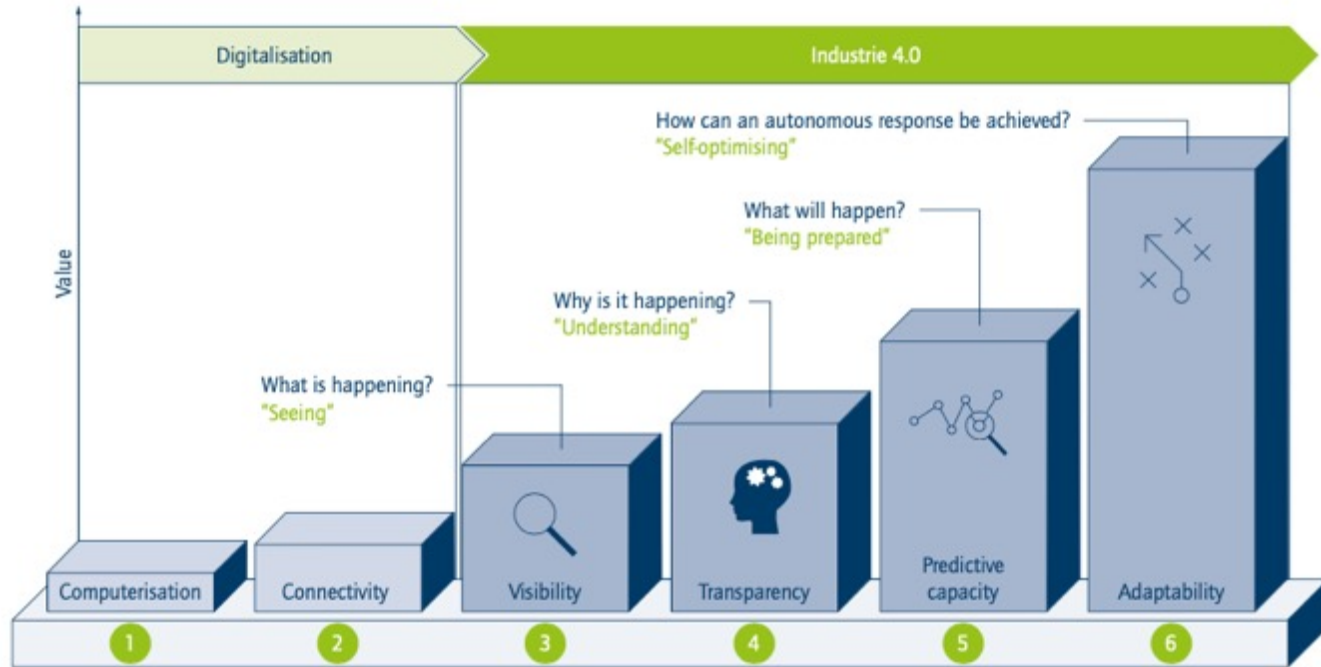 Digitalisation
Industrie 4.0
How can an autonomous response be achieved?
"Self-optimising"
What will happen?
"Being prepared"
Why is it happening?
"Understanding"
What is happening?
"Seeing"
Value
Computerisation
Connectivity
Visibility
Transparency
Predictive
capacity
Adaptability
1
2
3
4
5
6